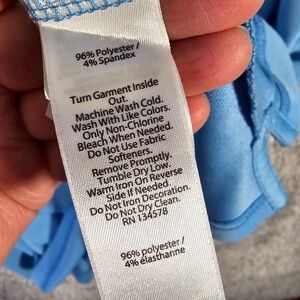 96% Polyester /
4% Spandex
Turn Garment Inside
Out.
Machine Wash Cold.
Wash With Like Colors.
Only Non-Chlorine
Bleach When Needed.
Do Not Use Fabric
Softeners.
Remove Promptly.
Tumble Dry Low.
Warm Iron On Reverse
Side If Needed.
Do Not Iron Decoration.
Do Not Dry Clean.
RN 134578
96% polyester /
4% élasthanne